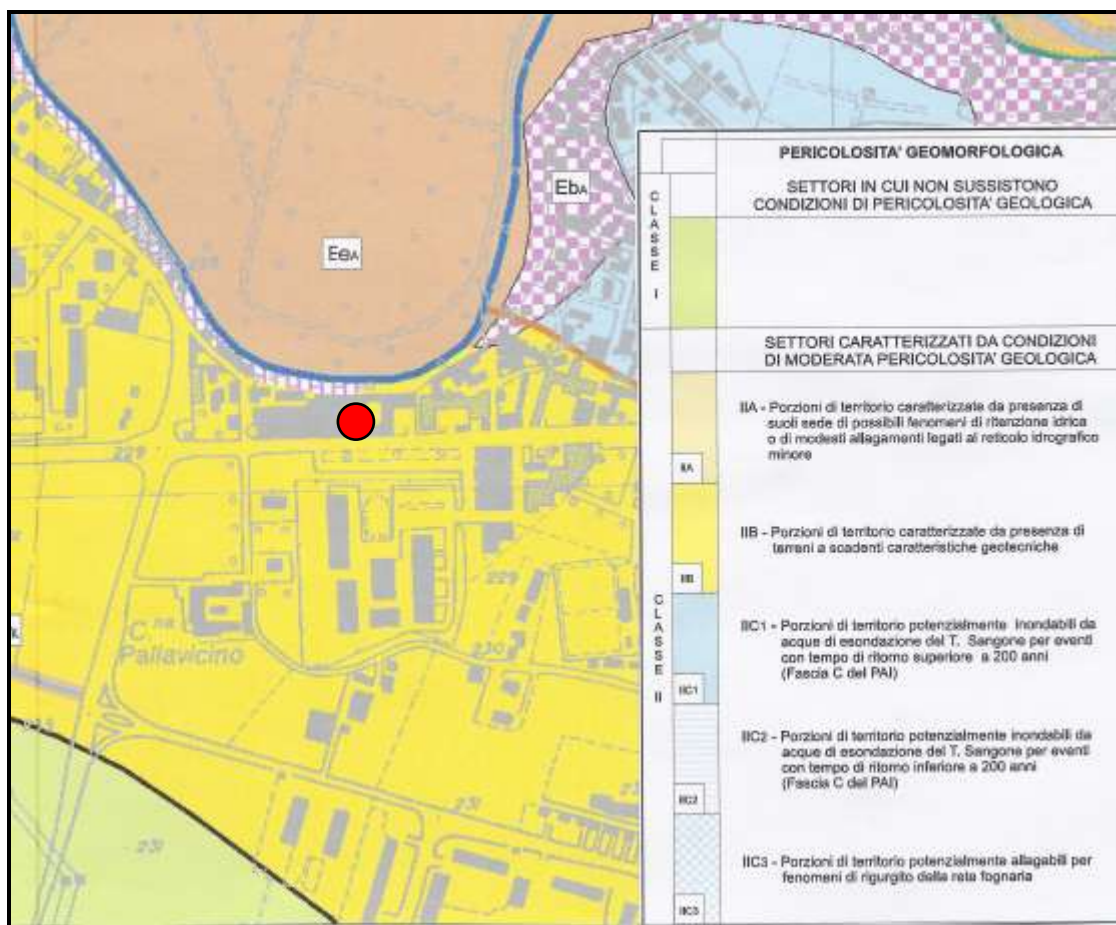 EbA
EeA
229
229
C.na
Pallavicino
230
231
231
PERICOLOSITA' GEOMORFOLOGICA
SETTORI IN CUI NON SUSSISTONO
CONDIZIONI DI PERICOLOSITA' GEOLOGICA
CLASSE I
SETTORI CARATTERIZZATI DA CONDIZIONI
DI MODERATA PERICOLOSITA' GEOLOGICA
CLASSE II
IIA
IIA - Porzioni di territorio caratterizzate da presenza di
suoli sede di possibili fenomeni di ritenzione idrica
o di modesti allagamenti legati al reticolo idrografico
minore
IIB
IIB - Porzioni di territorio caratterizzate da presenza di
terreni a scadenti caratteristiche geotecniche
IIC1
IIC1 - Porzioni di territorio potenzialmente inondabili da
acque di esondazione del T. Sangone per eventi
con tempo di ritorno superiore a 200 anni
(Fascia C del PAI)
IIC2
IIC2 - Porzioni di territorio potenzialmente inondabili da
acque di esondazione del T. Sangone per eventi
con tempo di ritorno inferiore a 200 anni
(Fascia C del PAI)
IIC3
IIC3 - Porzioni di territorio potenzialmente allagabili per
fenomeni di rigurgito della rete fognaria